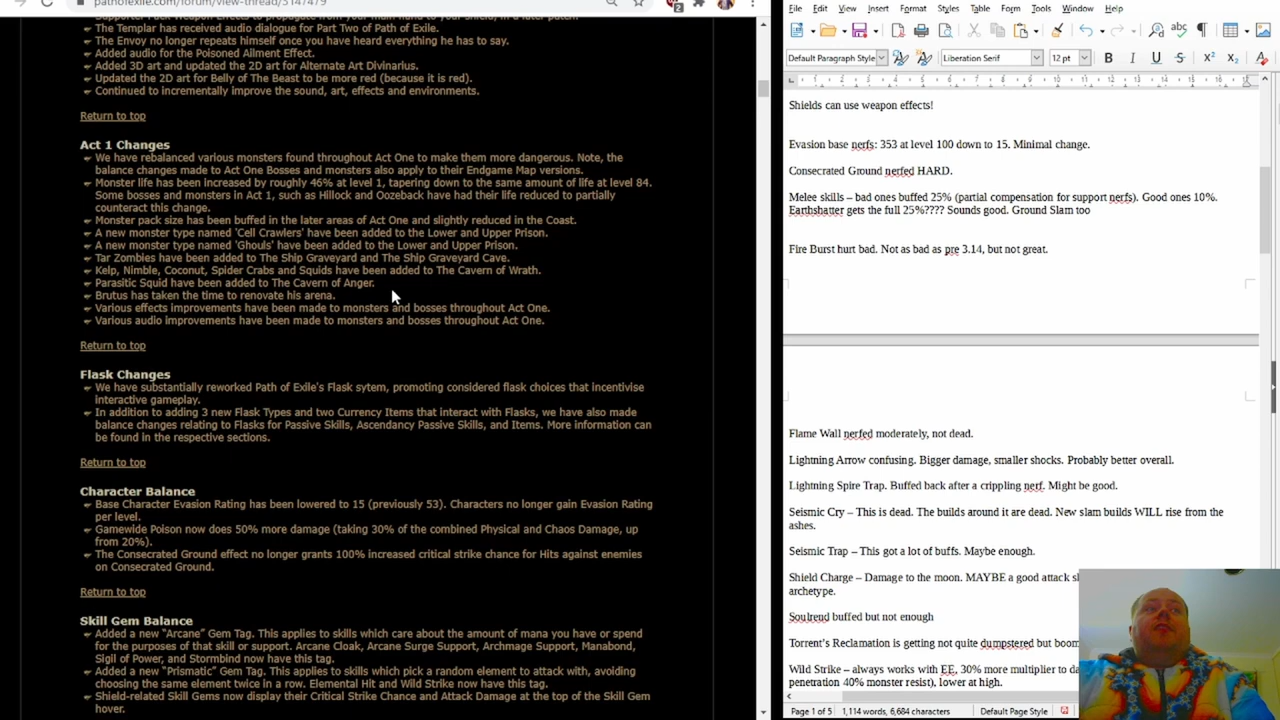 pathofexile.com/forum/view-thread/3147479
Supporter Pack Weapon Effects to propagate from your main hand to your shield, in a later patch.
The Templar has received audio dialogue for Part Two of Path of Exile.
The Envoy no longer repeats himself once you have heard everything he has to say.
Added audio for the Poisoned Ailment Effect.
Added 3D art and updated the 2D art for Alternate Art Divinarius.
Updated the 2D art for Belly of The Beast to be more red (because it is red).
Continued to incrementally improve the sound, art, effects and environments.
Return to top
Act 1 Changes
We have rebalanced various monsters found throughout Act One to make them more dangerous. Note, the
balance changes made to Act One Bosses and monsters also apply to their Endgame Map versions.
Monster life has been increased by roughly 46% at level 1, tapering down to the same amount of life at level 84.
Some bosses and monsters in Act 1, such as Hillock and Oozeback have had their life reduced to partially
counteract this change.
Monster pack size has been buffed in the later areas of Act One and slightly reduced in the Coast.
A new monster type named 'Cell Crawlers' have been added to the Lower and Upper Prison.
A new monster type named 'Ghouls' have been added to the Lower and Upper Prison.
Tar Zombies have been added to The Ship Graveyard and The Ship Graveyard Cave.
Kelp, Nimble, Coconut, Spider Crabs and Squids have been added to The Cavern of Wrath.
Parasitic Squid have been added to The Cavern of Anger.
Brutus has taken the time to renovate his arena.
Various effects improvements have been made to monsters and bosses throughout Act One.
Various audio improvements have been made to monsters and bosses throughout Act One.
Return to top
Flask Changes
We have substantially reworked Path of Exile's Flask sytem, promoting considered flask choices that incentivise
interactive gameplay.
In addition to adding 3 new Flask Types and two Currency Items that interact with Flasks, we have also made
balance changes relating to Flasks for Passive Skills, Ascendancy Passive Skills, and Items. More information can
be found in the respective sections.
Return to top
Character Balance
Base Character Evasion Rating has been lowered to 15 (previously 53). Characters no longer gain Evasion Rating
per level.
Gamewide Poison now does 50% more damage (taking 30% of the combined Physical and Chaos Damage, up
from 20%).
The Consecrated Ground effect no longer grants 100% increased critical strike chance for Hits against enemies
on Consecrated Ground.
Return to top
Skill Gem Balance
Added a new "Arcane" Gem Tag. This applies to skills which care about the amount of mana you have or spend
for the purposes of that skill or support. Arcane Cloak, Arcane Surge Support, Archmage Support, Manabond,
Sigil of Power, and Stormbind now have this tag.
Added a new "Prismatic" Gem Tag. This applies to skills which pick a random element to attack with, avoiding
choosing the same element twice in a row. Elemental Hit and Wild Strike now have this tag.
Shield-related Skill Gems now display their Critical Strike Chance and Attack Damage at the top of the Skill Gem
hover.
File Edit View Insert Format Styles Table Form Tools Window Help
Default Paragraph Style Liberation Serif 12 pt
Shields can use weapon effects!
Evasion base nerfs: 353 at level 100 down to 15. Minimal change.
Consecrated Ground nerfed HARD.
Melee skills – bad ones buffed 25% (partial compensation for support nerfs). Good ones 10%.
Earthshatter gets the full 25%???? Sounds good. Ground Slam too
Fire Burst hurt bad. Not as bad as pre 3.14, but not great.
Flame Wall nerfed moderately, not dead.
Lightning Arrow confusing. Bigger damage, smaller shocks. Probably better overall.
Lightning Spire Trap. Buffed back after a crippling nerf. Might be good.
Seismic Cry – This is dead. The builds around it are dead. New slam builds WILL rise from the
ashes.
Seismic Trap – This got a lot of buffs. Maybe enough.
Shield Charge – Damage to the moon. MAYBE a good attack
archetype.
Soulrend buffed but not enough
Torrent's Reclamation is getting not quite dumpstered but
Wild Strike – always works with EE, 30% more multiplier to
penetration 40% monster resist), lower at high.
Page 1 of 5 1,114 words, 6,684 characters Default Page Style